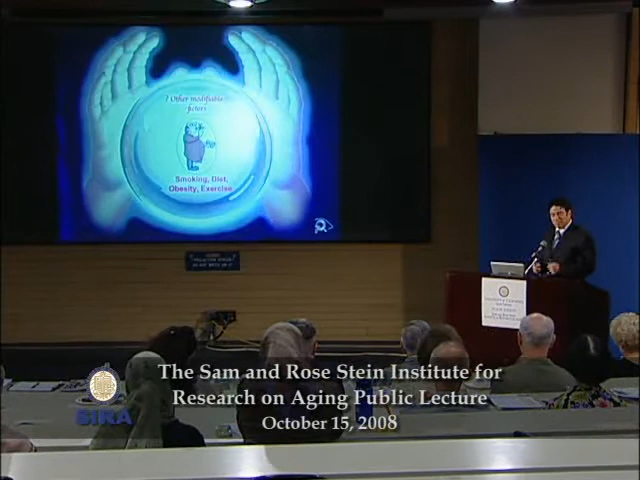 ? Other modifiable
factors
Smoking, Diet,
Obesity, Exercise
The Sam and Rose Stein Institute for
Research on Aging Public Lecture
October 15, 2008
SIRA